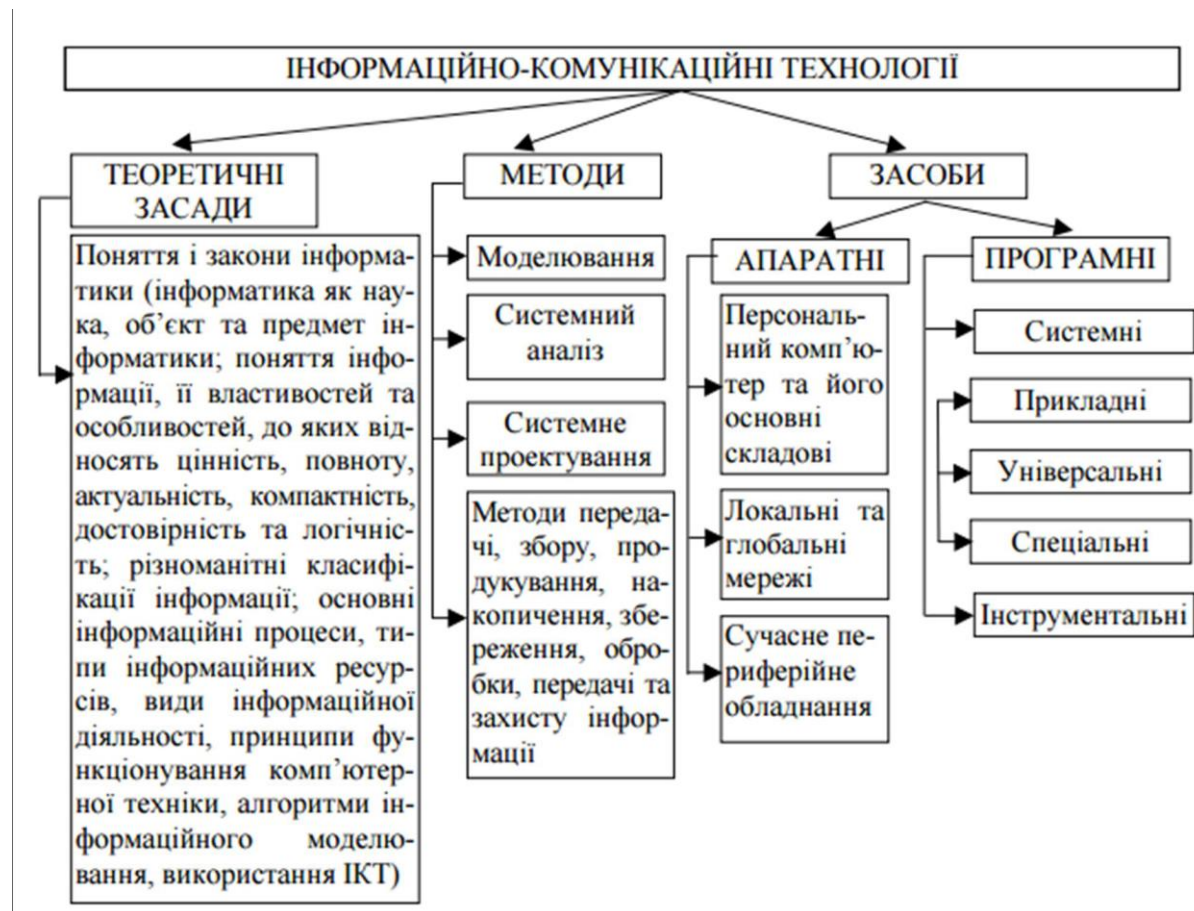 ІНФОРМАЦІЙНО-КОМУНІКАЦІЙНІ ТЕХНОЛОГІЇ
ТЕОРЕТИЧНІ
ЗАСАДИ
Поняття і закони інформа-
тики (інформатика як нау-
ка, об’єкт та предмет ін-
форматики; поняття інфо-
рмації, її властивостей та
особливостей, до яких від-
носять цінність, повноту,
актуальність, компактність,
достовірність та логічніс-
ть; різноманітні класифі-
кації інформації; основні
інформаційні процеси, ти-
пи інформаційних ресур-
сів, види інформаційної
діяльності, принципи фу-
нкціонування комп’ютер-
ної техніки, алгоритми ін-
формаційного моделю-
вання, використання ІКТ)
МЕТОДИ
Моделювання
Системний
аналіз
Системне
проектування
Методи переда-
чі, збору, про-
дукування, на-
копичення, збе-
реження, обро-
бки, передачі та
захисту інфор-
мації
ЗАСОБИ
АПАРАТНІ
Персональ-
ний комп’ю-
тер та його
основні
складові
Локальні та
глобальні
мережі
Сучасне пе-
риферійне
обладнання
ПРОГРАМНІ
Системні
Прикладні
Універсальні
Спеціальні
Інструментальні